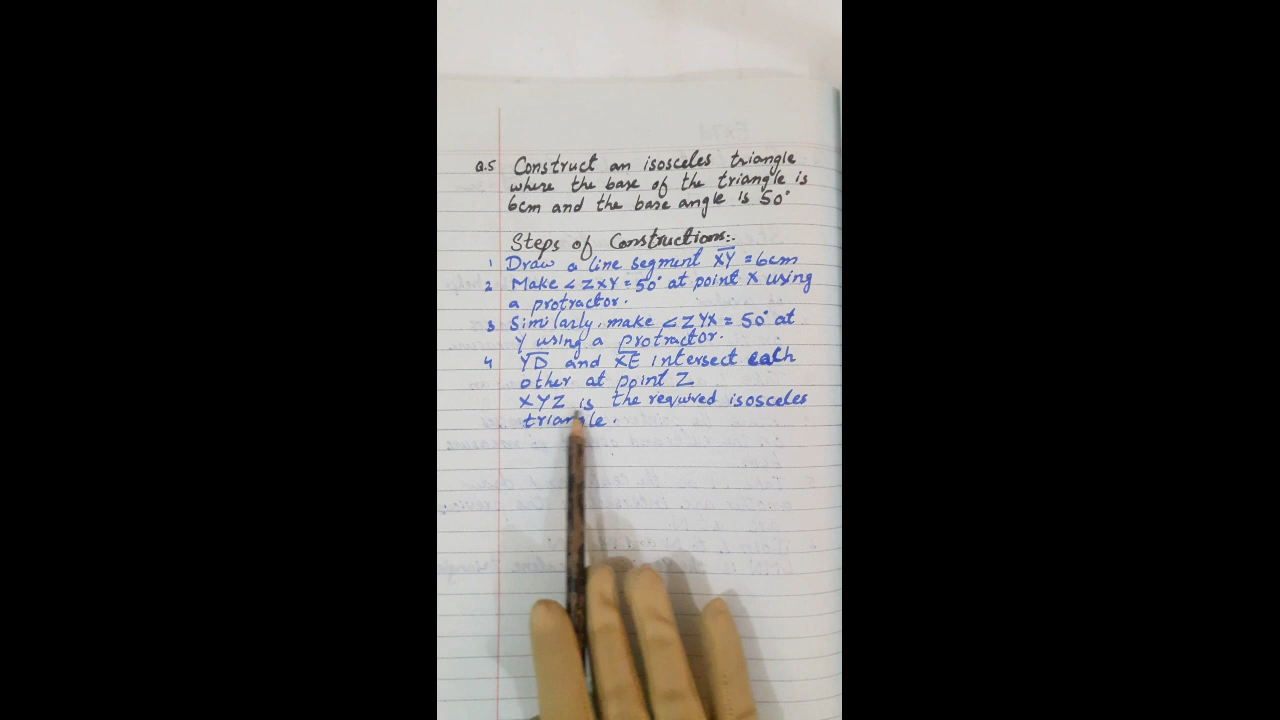 Q.5 Construct an isosceles triangle
where the base of the triangle is
6cm and the base angle is 50°
Steps of Constructions:.
1 Draw a line segment XY = 6cm
2 Make ∠ZXY = 50° at point X using
a protractor.
3 Similarly, make ∠ZYX = 50° at
Y using a protractor.
4 YD and XE intersect each
other at point Z
XYZ is the required isosceles
triangle.